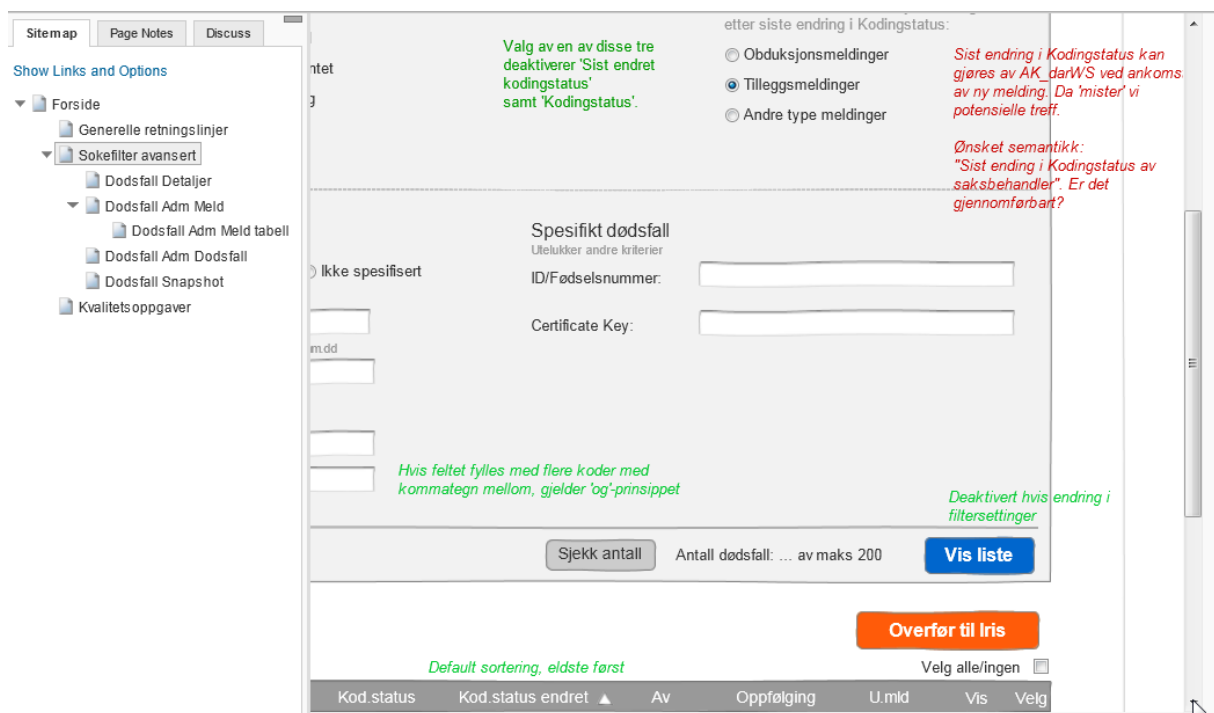 Sitemap
Page Notes
Discuss
Show Links and Options
Forside
Generelle retningslinjer
Sokefilter avansert
Dodsfall Detaljer
Dodsfall Adm Meld
Dodsfall Adm Meld tabell
Dodsfall Adm Dodsfall
Dodsfall Snapshot
Kvalitetsoppgaver
etter siste endring i Kodingstatus:
Valg av en av disse tre
deaktiverer 'Sist endret
kodingstatus'
samt 'Kodingstatus'.
Obduksjonsmeldinger
Tilleggsmeldinger
Andre type meldinger
Sist endring i Kodingstatus kan
gjøres av AK_darWS ved ankoms
av ny melding. Da 'mister' vi
potensielle treff.
Ønsket semantikk:
"Sist ending i Kodingstatus av
saksbehandler". Er det
gjennomførbart?
Spesifikt dødsfall
Utelukker andre kriterier
Ikke spesifisert
ID/Fødselsnummer:
Certificate Key:
m.dd
Hvis feltet fylles med flere koder med
kommategn mellom, gjelder 'og'-prinsippet
Deaktivert hvis endring i
filtersettinger
Sjekk antall
Antall dødsfall: ... av maks 200
Vis liste
Overfør til Iris
Default sortering, eldste først
Velg alle/ingen
Kod.status
Kod.status endret
Av
Oppfølging
U.mld
Vis
Velg